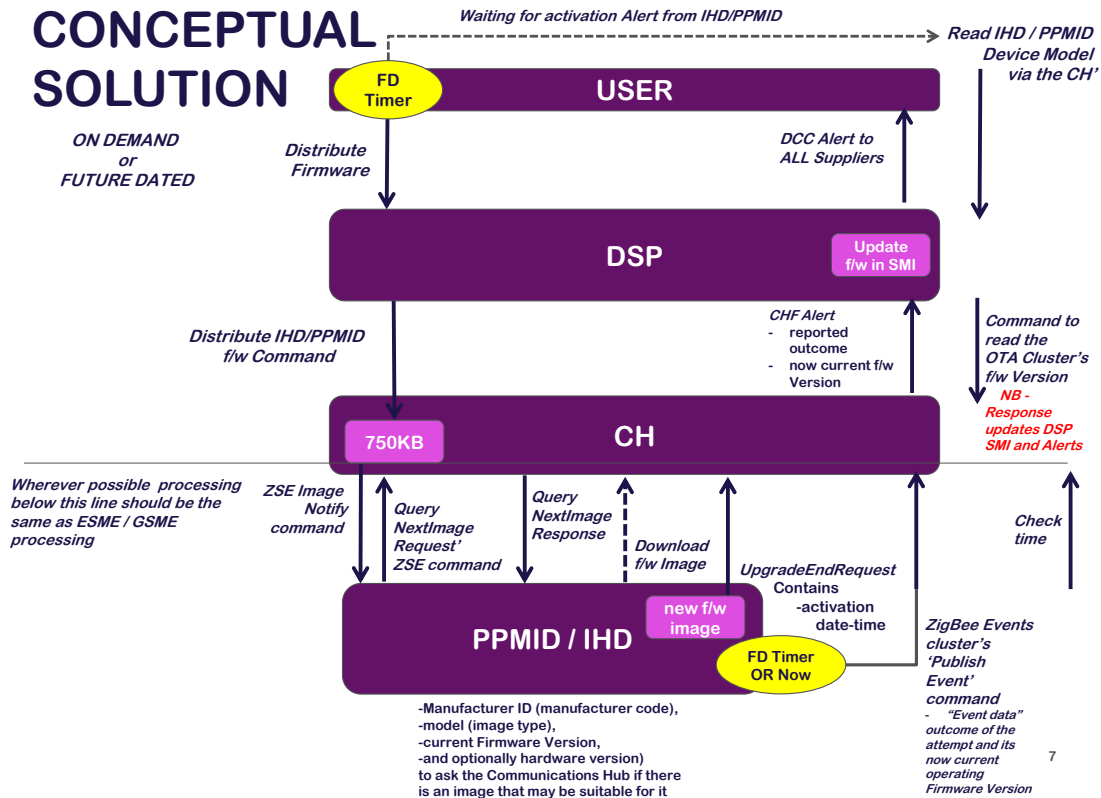 CONCEPTUAL
SOLUTION
ON DEMAND
or
FUTURE DATED
Waiting for activation Alert from IHD/PPMID
Read IHD / PPMID
Device Model
via the CH'
FD
Timer
USER
Distribute
Firmware
DCC Alert to
ALL Suppliers
DSP
Update
f/w in SMI
Distribute IHD/PPMID
f/w Command
CHF Alert
- reported
outcome
- now current f/w
Version
Command to
read the
OTA Cluster's
f/w Version
NB -
Response
updates DSP
SMI and Alerts
750KB
CH
Wherever possible processing
below this line should be the
same as ESME / GSME
processing
ZSE Image
Notify
command
Query
NextImage
Request'
ZSE command
Query
NextImage
Response
Download
f/w Image
UpgradeEndRequest
Contains
-activation
date-time
Check
time
PPMID / IHD
new f/w
image
FD Timer
OR Now
ZigBee Events
cluster's
'Publish
Event'
command
- "Event data"
outcome of the
attempt and its
now current
operating
Firmware Version
-Manufacturer ID (manufacturer code),
-model (image type),
-current Firmware Version,
-and optionally hardware version)
to ask the Communications Hub if there
is an image that may be suitable for it
7